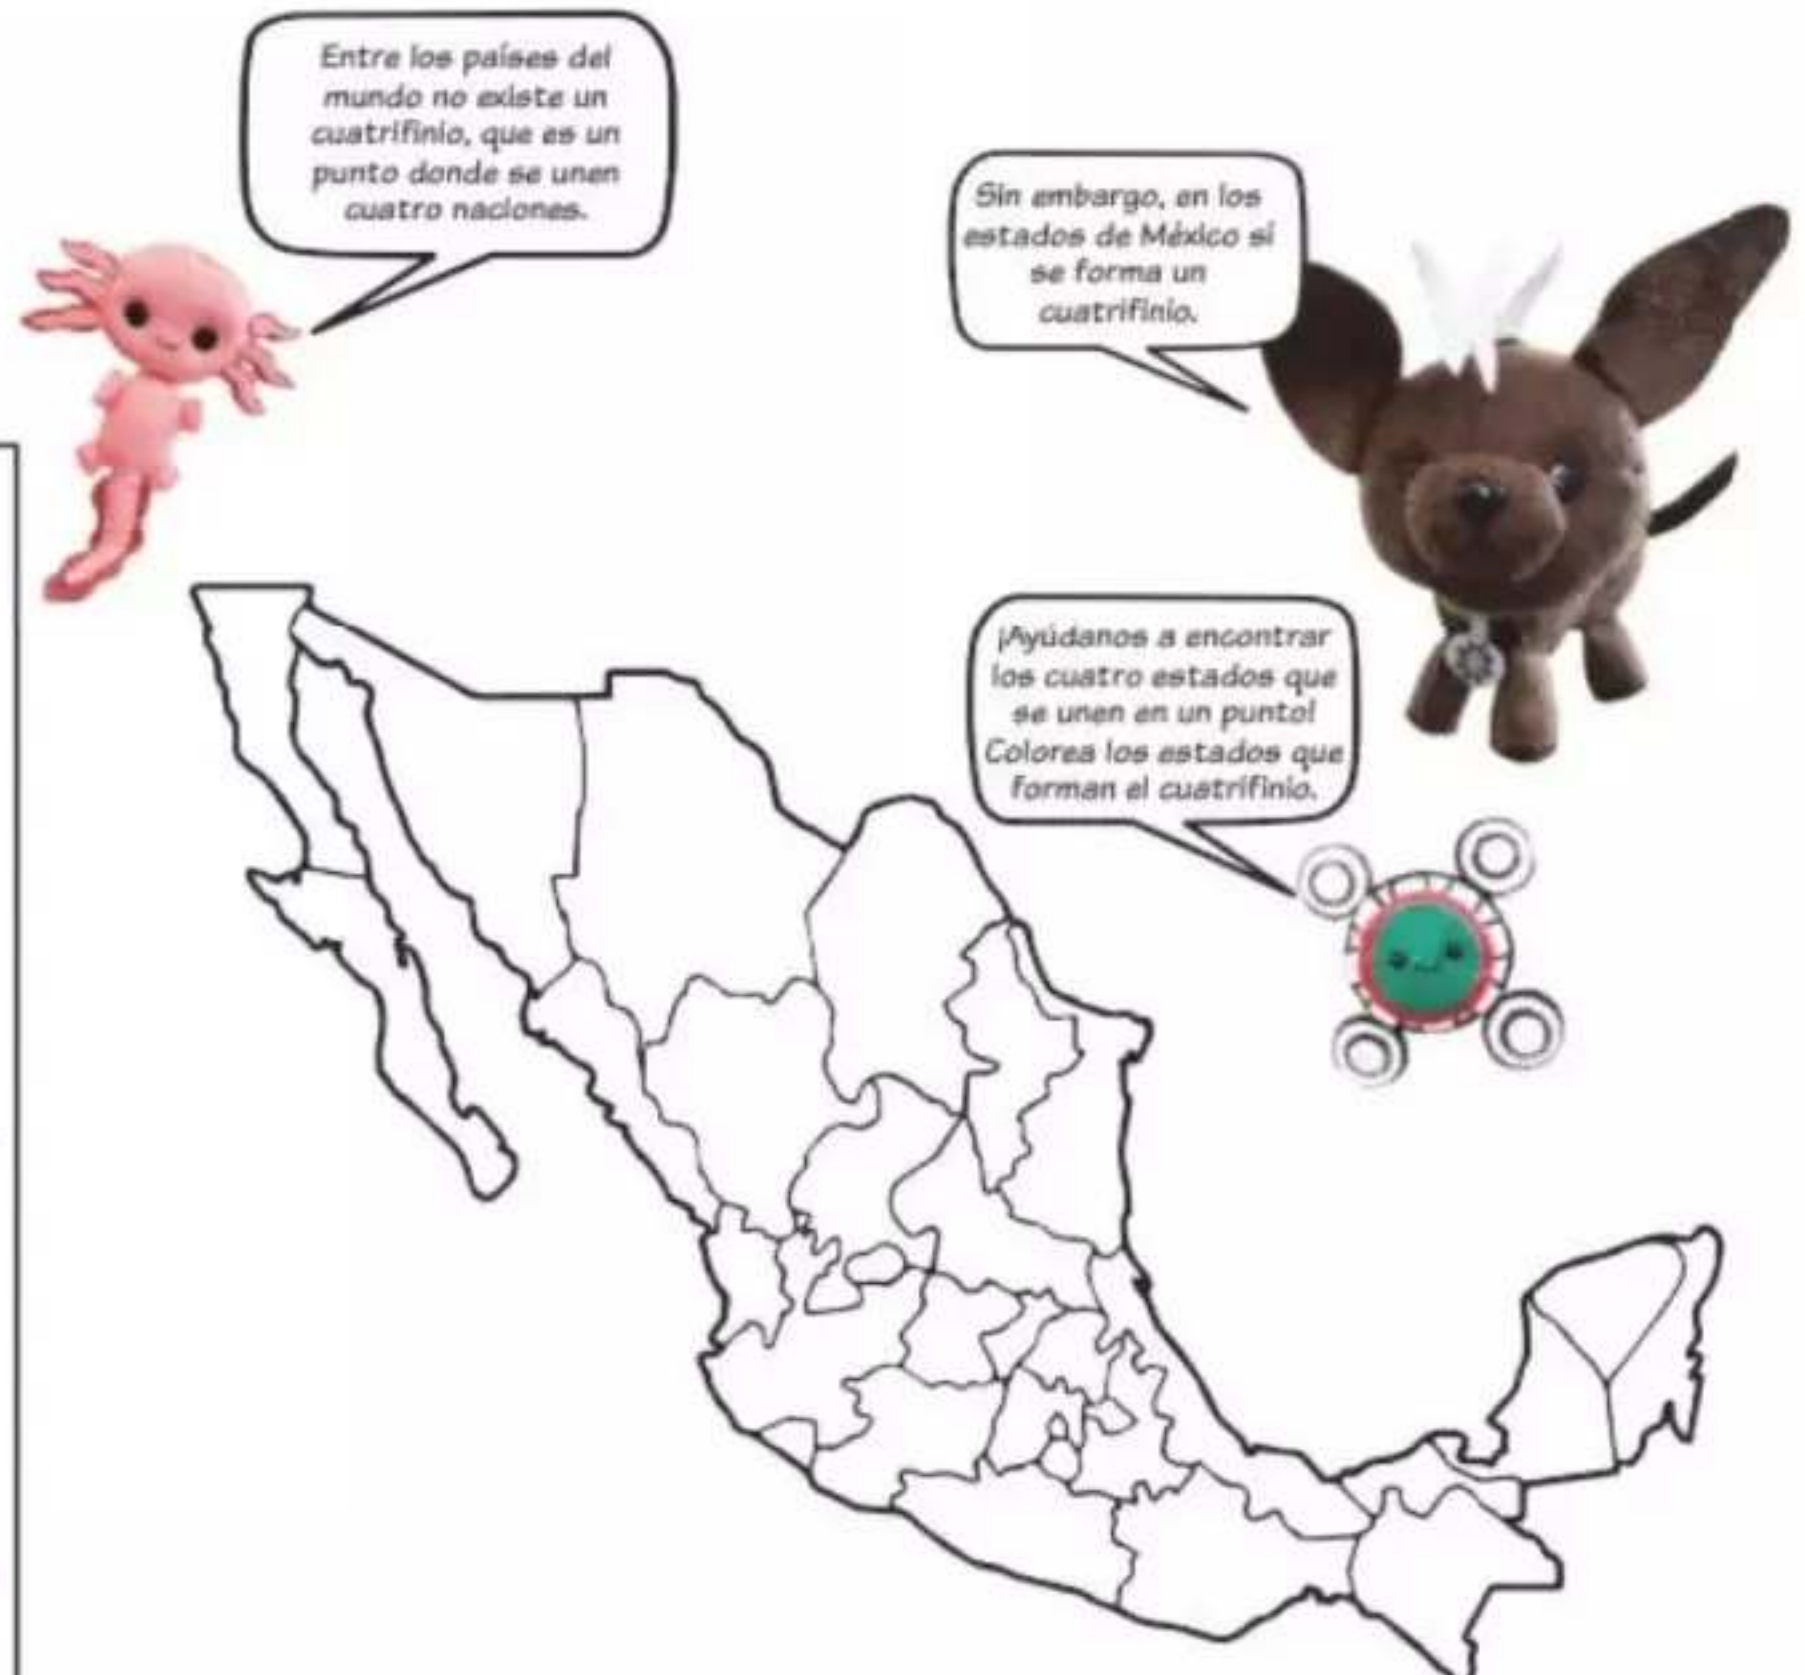 Entre los países del
mundo no existe un
cuatrifinio, que es un
punto donde se unen
cuatro naciones.
Sin embargo, en los
estados de México sí
se forma un
cuatrifinio.
¡Ayúdanos a encontrar
los cuatro estados que
se unen en un punto!
Colorea los estados que
forman el cuatrifinio.